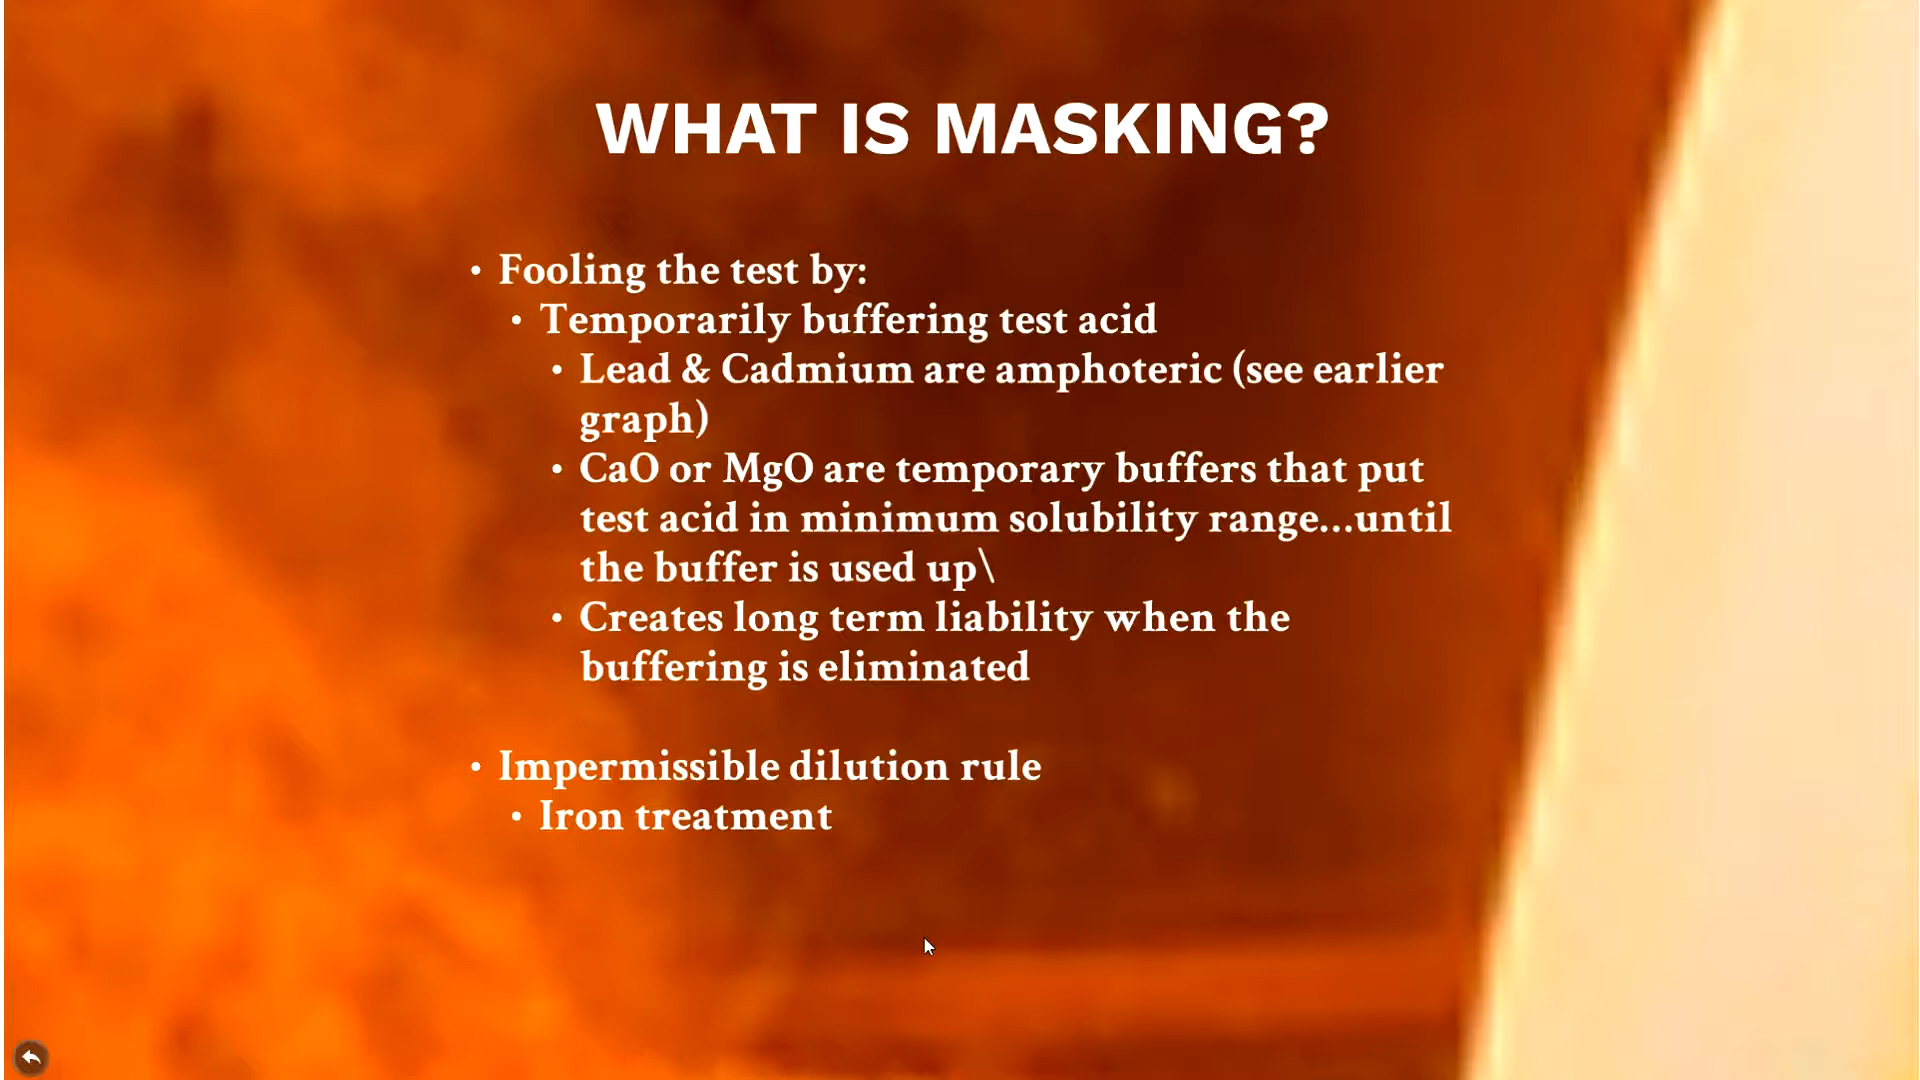 WHAT IS MASKING?
• Fooling the test by:
• Temporarily buffering test acid
• Lead & Cadmium are amphoteric (see earlier
graph)
• CaO or MgO are temporary buffers that put
test acid in minimum solubility range...until
the buffer is used up\
• Creates long term liability when the
buffering is eliminated
• Impermissible dilution rule
• Iron treatment